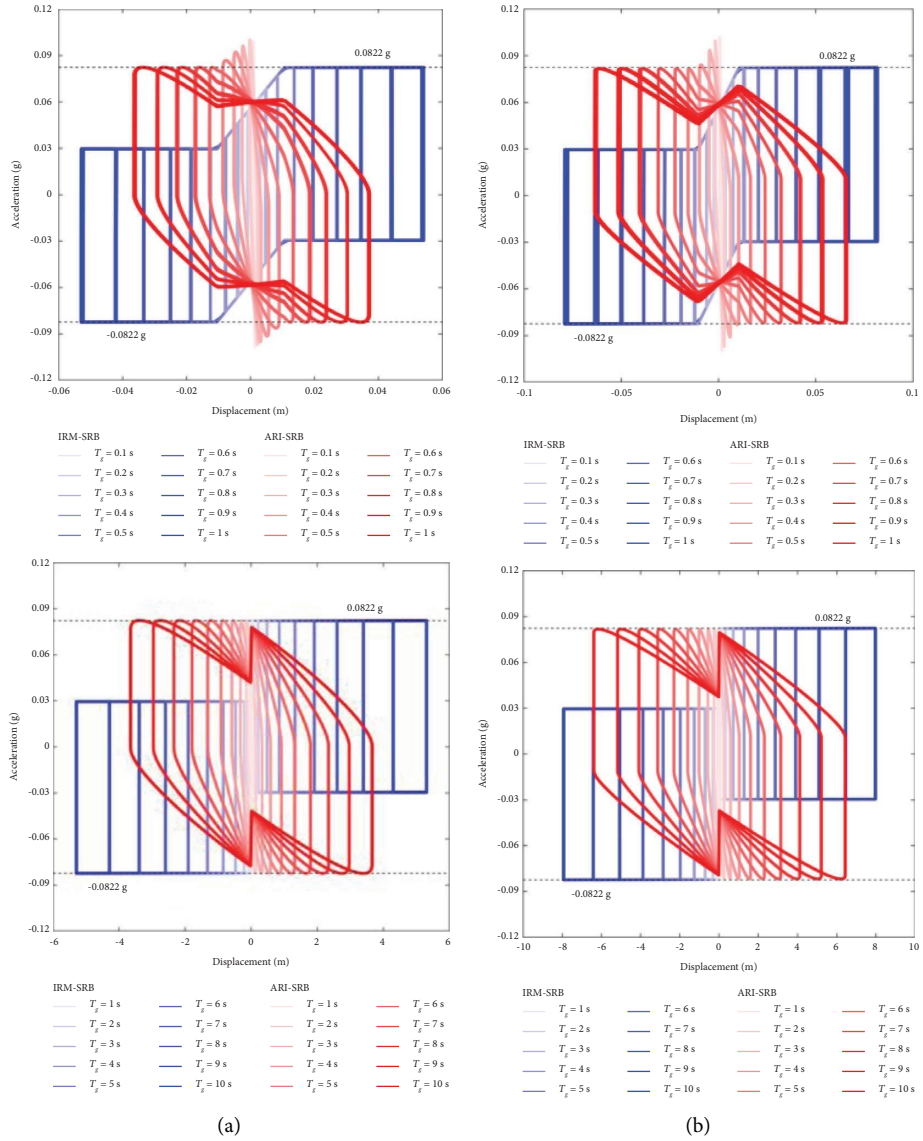 0.12
0.09
0.06
0.03
0
-0.03
-0.06
-0.09
-0.12
Acceleration (g)
0.0822 g
-0.0822 g
-0.06
-0.04
-0.02
0
0.02
0.04
0.06
Displacement (m)
IRM-SRB
ARI-SRB
T_g = 0.1 s
T_g = 0.6 s
T_g = 0.1 s
T_g = 0.6 s
T_g = 0.2 s
T_g = 0.7 s
T_g = 0.2 s
T_g = 0.7 s
T_g = 0.3 s
T_g = 0.8 s
T_g = 0.3 s
T_g = 0.8 s
T_g = 0.4 s
T_g = 0.9 s
T_g = 0.4 s
T_g = 0.9 s
T_g = 0.5 s
T_g = 1 s
T_g = 0.5 s
T_g = 1 s
0.12
0.09
0.06
0.03
0
-0.03
-0.06
-0.09
-0.12
Acceleration (g)
0.0822 g
-0.0822 g
-0.1
-0.05
0
0.05
0.1
Displacement (m)
IRM-SRB
ARI-SRB
T_g = 0.1 s
T_g = 0.6 s
T_g = 0.1 s
T_g = 0.6 s
T_g = 0.2 s
T_g = 0.7 s
T_g = 0.2 s
T_g = 0.7 s
T_g = 0.3 s
T_g = 0.8 s
T_g = 0.3 s
T_g = 0.8 s
T_g = 0.4 s
T_g = 0.9 s
T_g = 0.4 s
T_g = 0.9 s
T_g = 0.5 s
T_g = 1 s
T_g = 0.5 s
T_g = 1 s
0.12
0.09
0.06
0.03
0
-0.03
-0.06
-0.09
-0.12
Acceleration (g)
0.0822 g
-0.0822 g
-6
-4
-2
0
2
4
6
Displacement (m)
IRM-SRB
ARI-SRB
T_g = 1 s
T_g = 6 s
T_g = 1 s
T_g = 6 s
T_g = 2 s
T_g = 7 s
T_g = 2 s
T_g = 7 s
T_g = 3 s
T_g = 8 s
T_g = 3 s
T_g = 8 s
T_g = 4 s
T_g = 9 s
T_g = 4 s
T_g = 9 s
T_g = 5 s
T_g = 10 s
T_g = 5 s
T_g = 10 s
0.12
0.09
0.06
0.03
0
-0.03
-0.06
-0.09
-0.12
Acceleration (g)
0.0822 g
-0.0822 g
-10
-8
-6
-4
-2
0
2
4
6
8
10
Displacement (m)
IRM-SRB
ARI-SRB
T_g = 1 s
T_g = 6 s
T_g = 1 s
T_g = 6 s
T_g = 2 s
T_g = 7 s
T_g = 2 s
T_g = 7 s
T_g = 3 s
T_g = 8 s
T_g = 3 s
T_g = 8 s
T_g = 4 s
T_g = 9 s
T_g = 4 s
T_g = 9 s
T_g = 5 s
T_g = 10 s
T_g = 5 s
T_g = 10 s
(a)
(b)